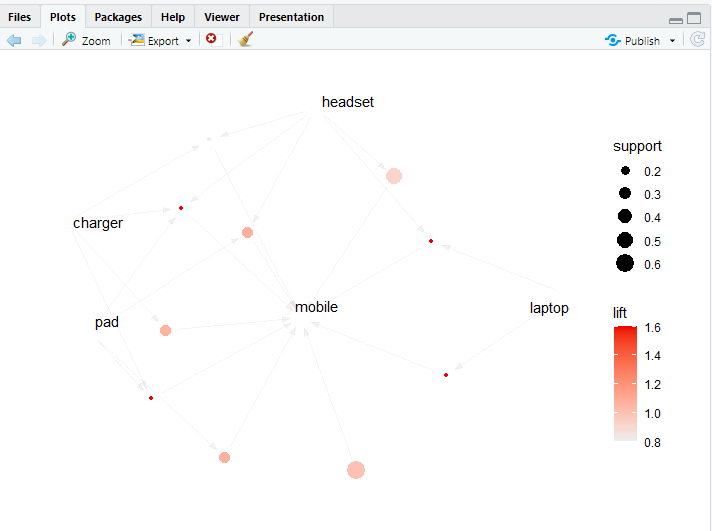 Files Plots Packages Help Viewer Presentation
Zoom Export Publish
headset
support
0.2
0.3
charger
0.4
0.5
0.6
mobile
laptop
lift
pad
1.6
1.4
1.2
1.0
0.8